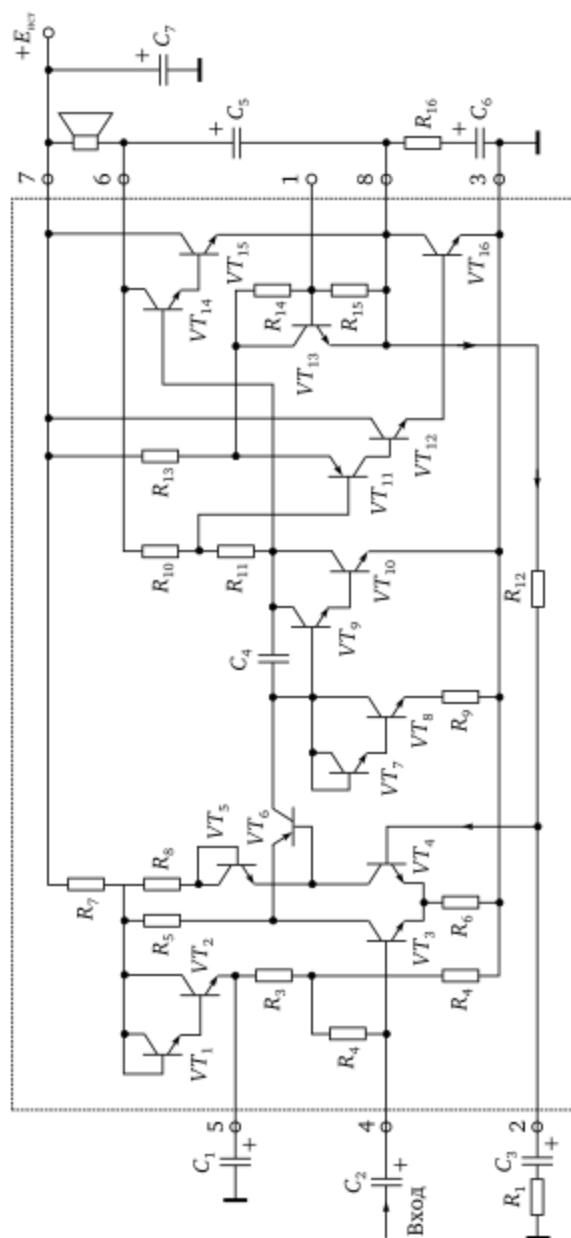 +E_ист
C₇
C₅
R₁₆
C₆
7
6
1
8
3
VT₁₅
VT₁₄
R₁₄
R₁₅
VT₁₆
VT₁₃
R₁₃
VT₁₂
VT₁₁
R₁₀
R₁₁
VT₁₀
R₁₂
C₄
VT₉
VT₈
R₉
VT₇
VT₅
VT₆
R₈
R₇
VT₄
R₅
VT₂
VT₃
R₆
R₃
R₄
VT₁
R₄
5
4
2
C₁
C₂
C₃
R₁
Вход
+
+
+
+
+
+